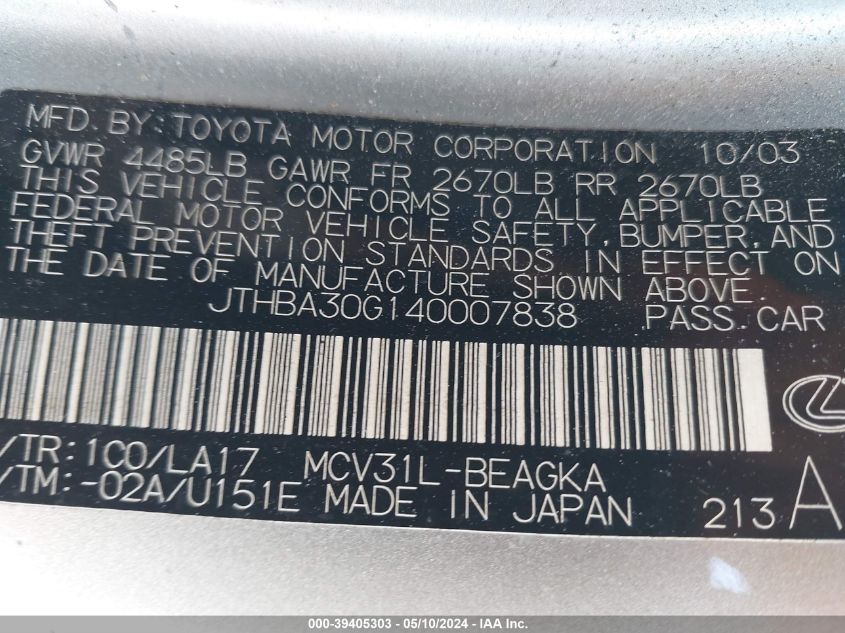 MFD. BY: TOYOTA MOTOR CORPORATION 10/03
GVWR 4485LB GAWR FR 2670LB RR 2670LB
THIS VEHICLE CONFORMS TO ALL APPLICABLE
FEDERAL MOTOR VEHICLE SAFETY, BUMPER, AND
THEFT PREVENTION STANDARDS IN EFFECT ON
THE DATE OF MANUFACTURE SHOWN ABOVE.
JTHBA30G140007838 PASS. CAR
/TR: 1C0/LA17 MCV31L-BEAGKA
/TM: -02A/U151E MADE IN JAPAN 213 A
000-39405303 - 05/10/2024 - IAAI.COM